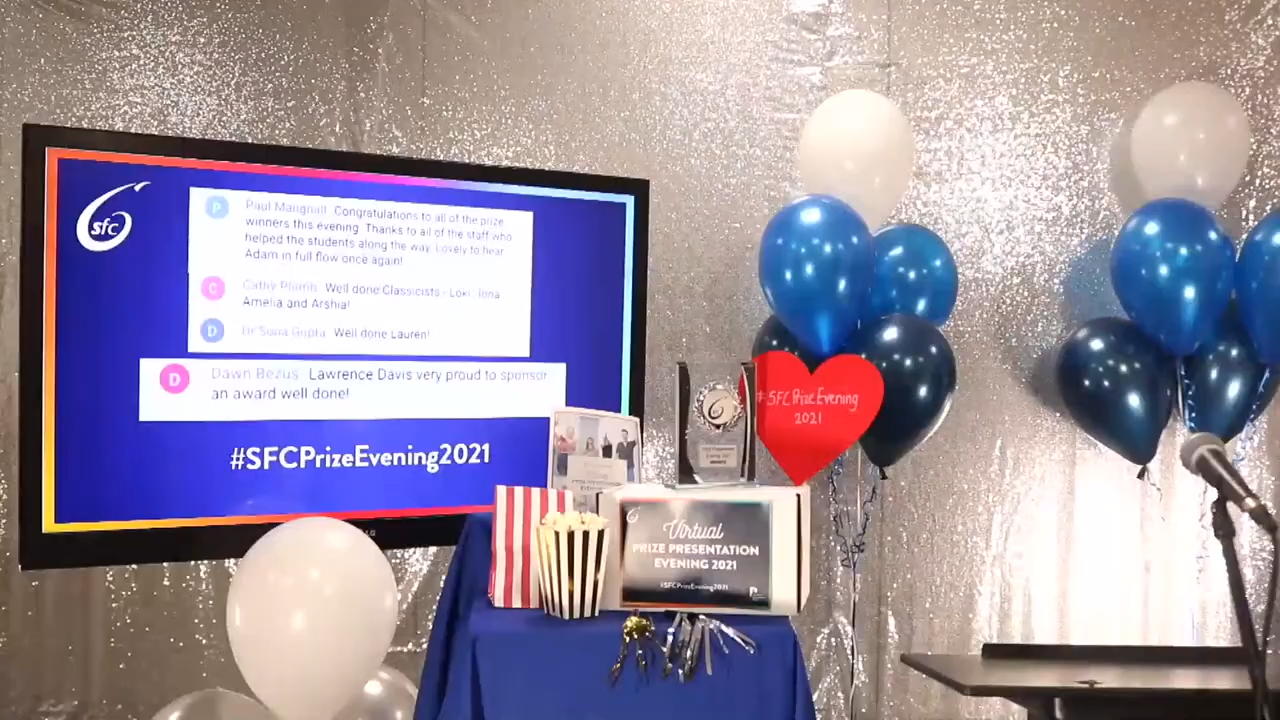 sfc
P Paul Mangnall Congratulations to all of the prize
winners this evening. Thanks to all of the staff who
helped the students along the way. Lovely to hear
Adam in full flow once again!
C Cathy Plumb Well done Classicists - Loki, Iona,
Amelia and Arshia!
D Dr Suna Gupta Well done Lauren!
D Dawn Bezus Lawrence Davis very proud to sponsor
an award well done!
#SFCPrizeEvening2021
#SFCPrizeEvening
2021
Virtual
PRIZE PRESENTATION
EVENING 2021
#SFCPrizeEvening2021